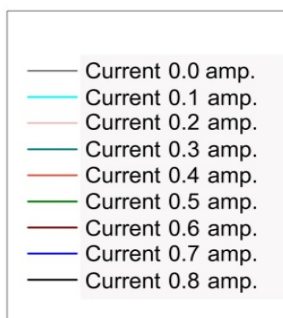 Current 0.0 amp.
Current 0.1 amp.
Current 0.2 amp.
Current 0.3 amp.
Current 0.4 amp.
Current 0.5 amp.
Current 0.6 amp.
Current 0.7 amp.
Current 0.8 amp.